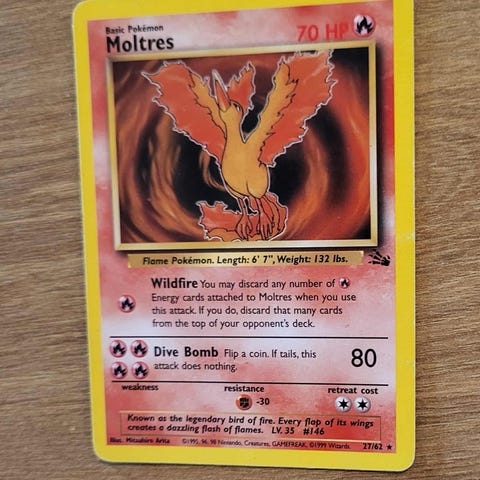 Basic Pokémon
Moltres
70 HP
Flame Pokémon. Length: 6' 7", Weight: 132 lbs.
Wildfire You may discard any number of
Energy cards attached to Moltres when you use
this attack. If you do, discard that many cards
from the top of your opponent's deck.
Dive Bomb Flip a coin. If tails, this
attack does nothing.
80
weakness
resistance
retreat cost
-30
Known as the legendary bird of fire. Every flap of its wings
creates a dazzling flash of flames. LV. 35 #146
Illus. Mitsuhiro Arita
©1995, 96, 98 Nintendo, Creatures, GAMEFREAK. ©1999 Wizards.
27/62